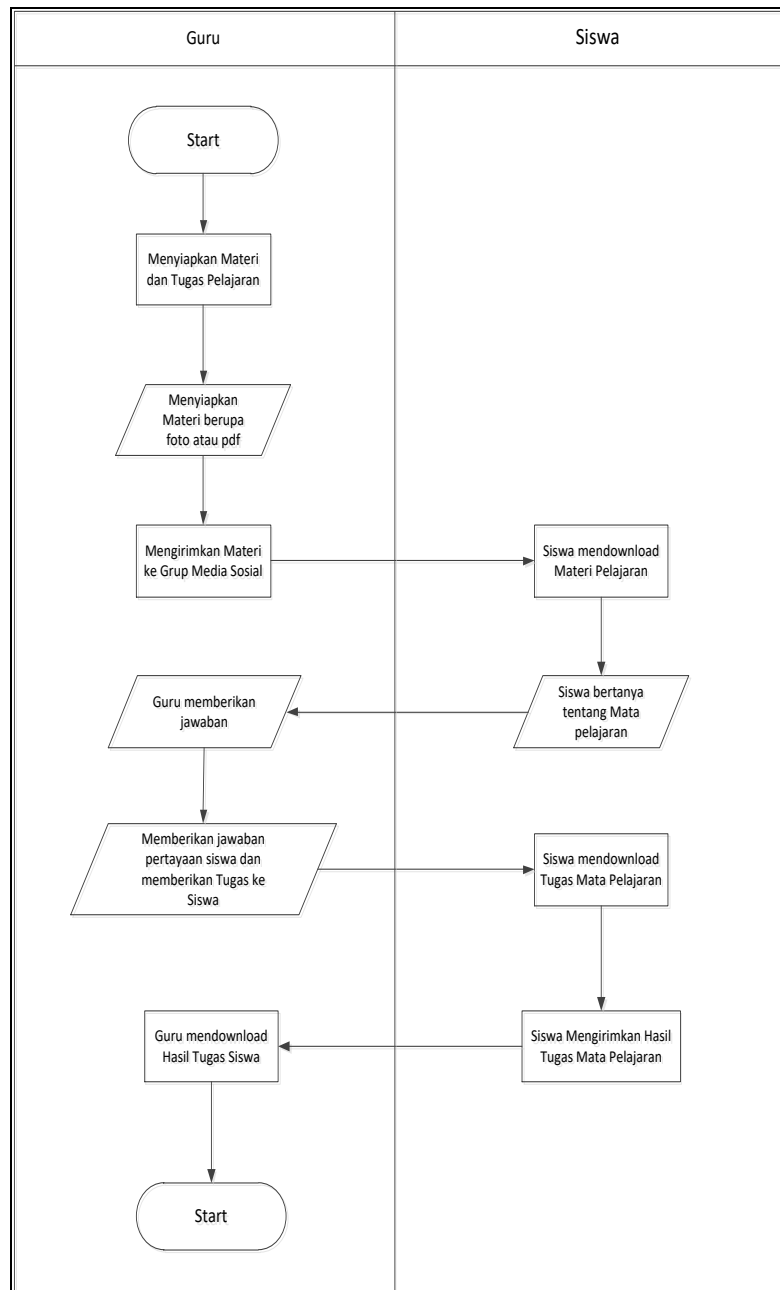 Guru
Siswa
Start
Menyiapkan Materi
dan Tugas Pelajaran
Menyiapkan
Materi berupa
foto atau pdf
Mengirimkan Materi
ke Grup Media Sosial
Siswa mendownload
Materi Pelajaran
Siswa bertanya
tentang Mata
pelajaran
Guru memberikan
jawaban
Memberikan jawaban
pertayaan siswa dan
memberikan Tugas ke
Siswa
Siswa mendownload
Tugas Mata Pelajaran
Siswa Mengirimkan Hasil
Tugas Mata Pelajaran
Guru mendownload
Hasil Tugas Siswa
Start